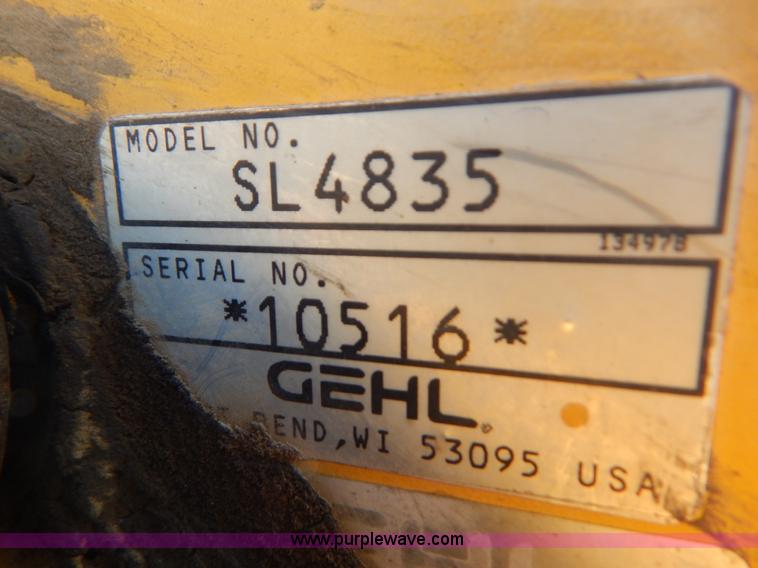 MODEL NO.
SL4835
134978
SERIAL NO.
*10516*
GEHL
BEND, WI 53095 USA
www.purplewave.com